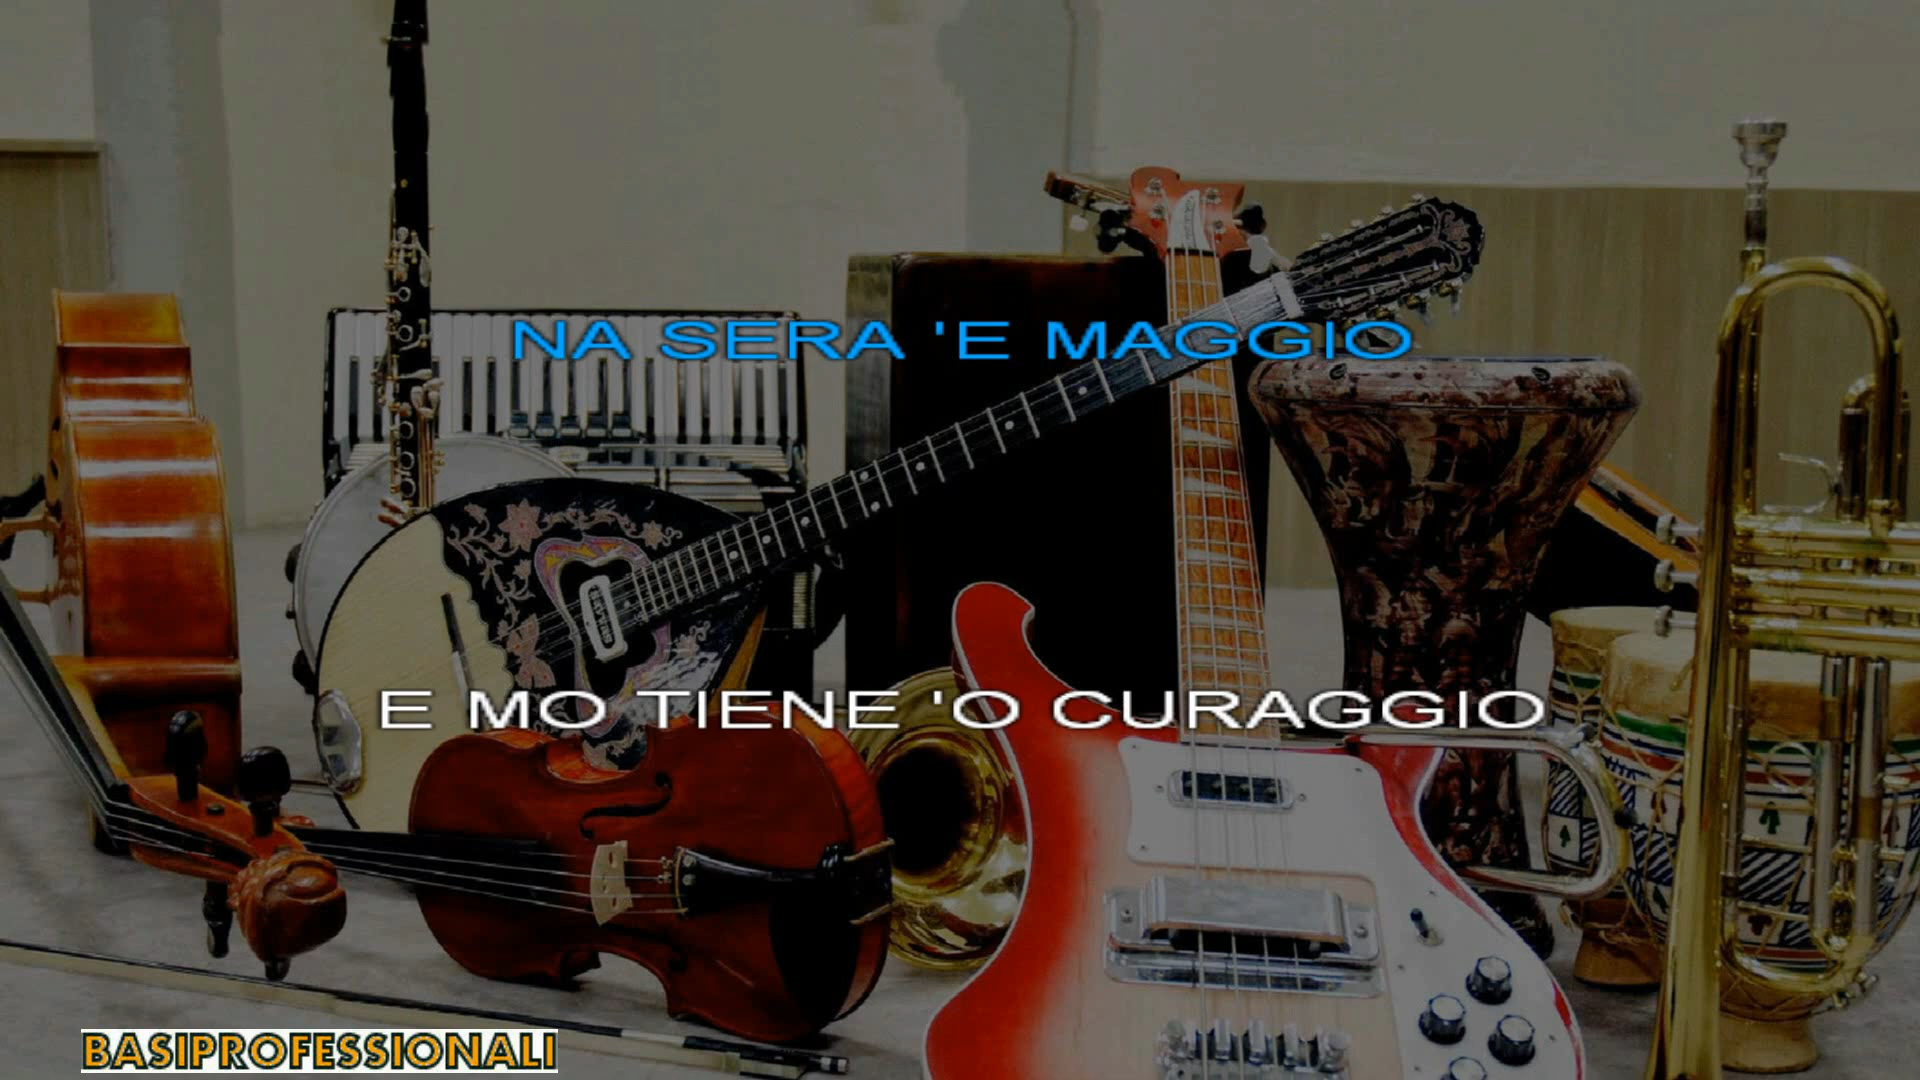 NA SERA 'E MAGGIO
E MO TIENE 'O CURAGGIO
BASIPROFESSIONALI